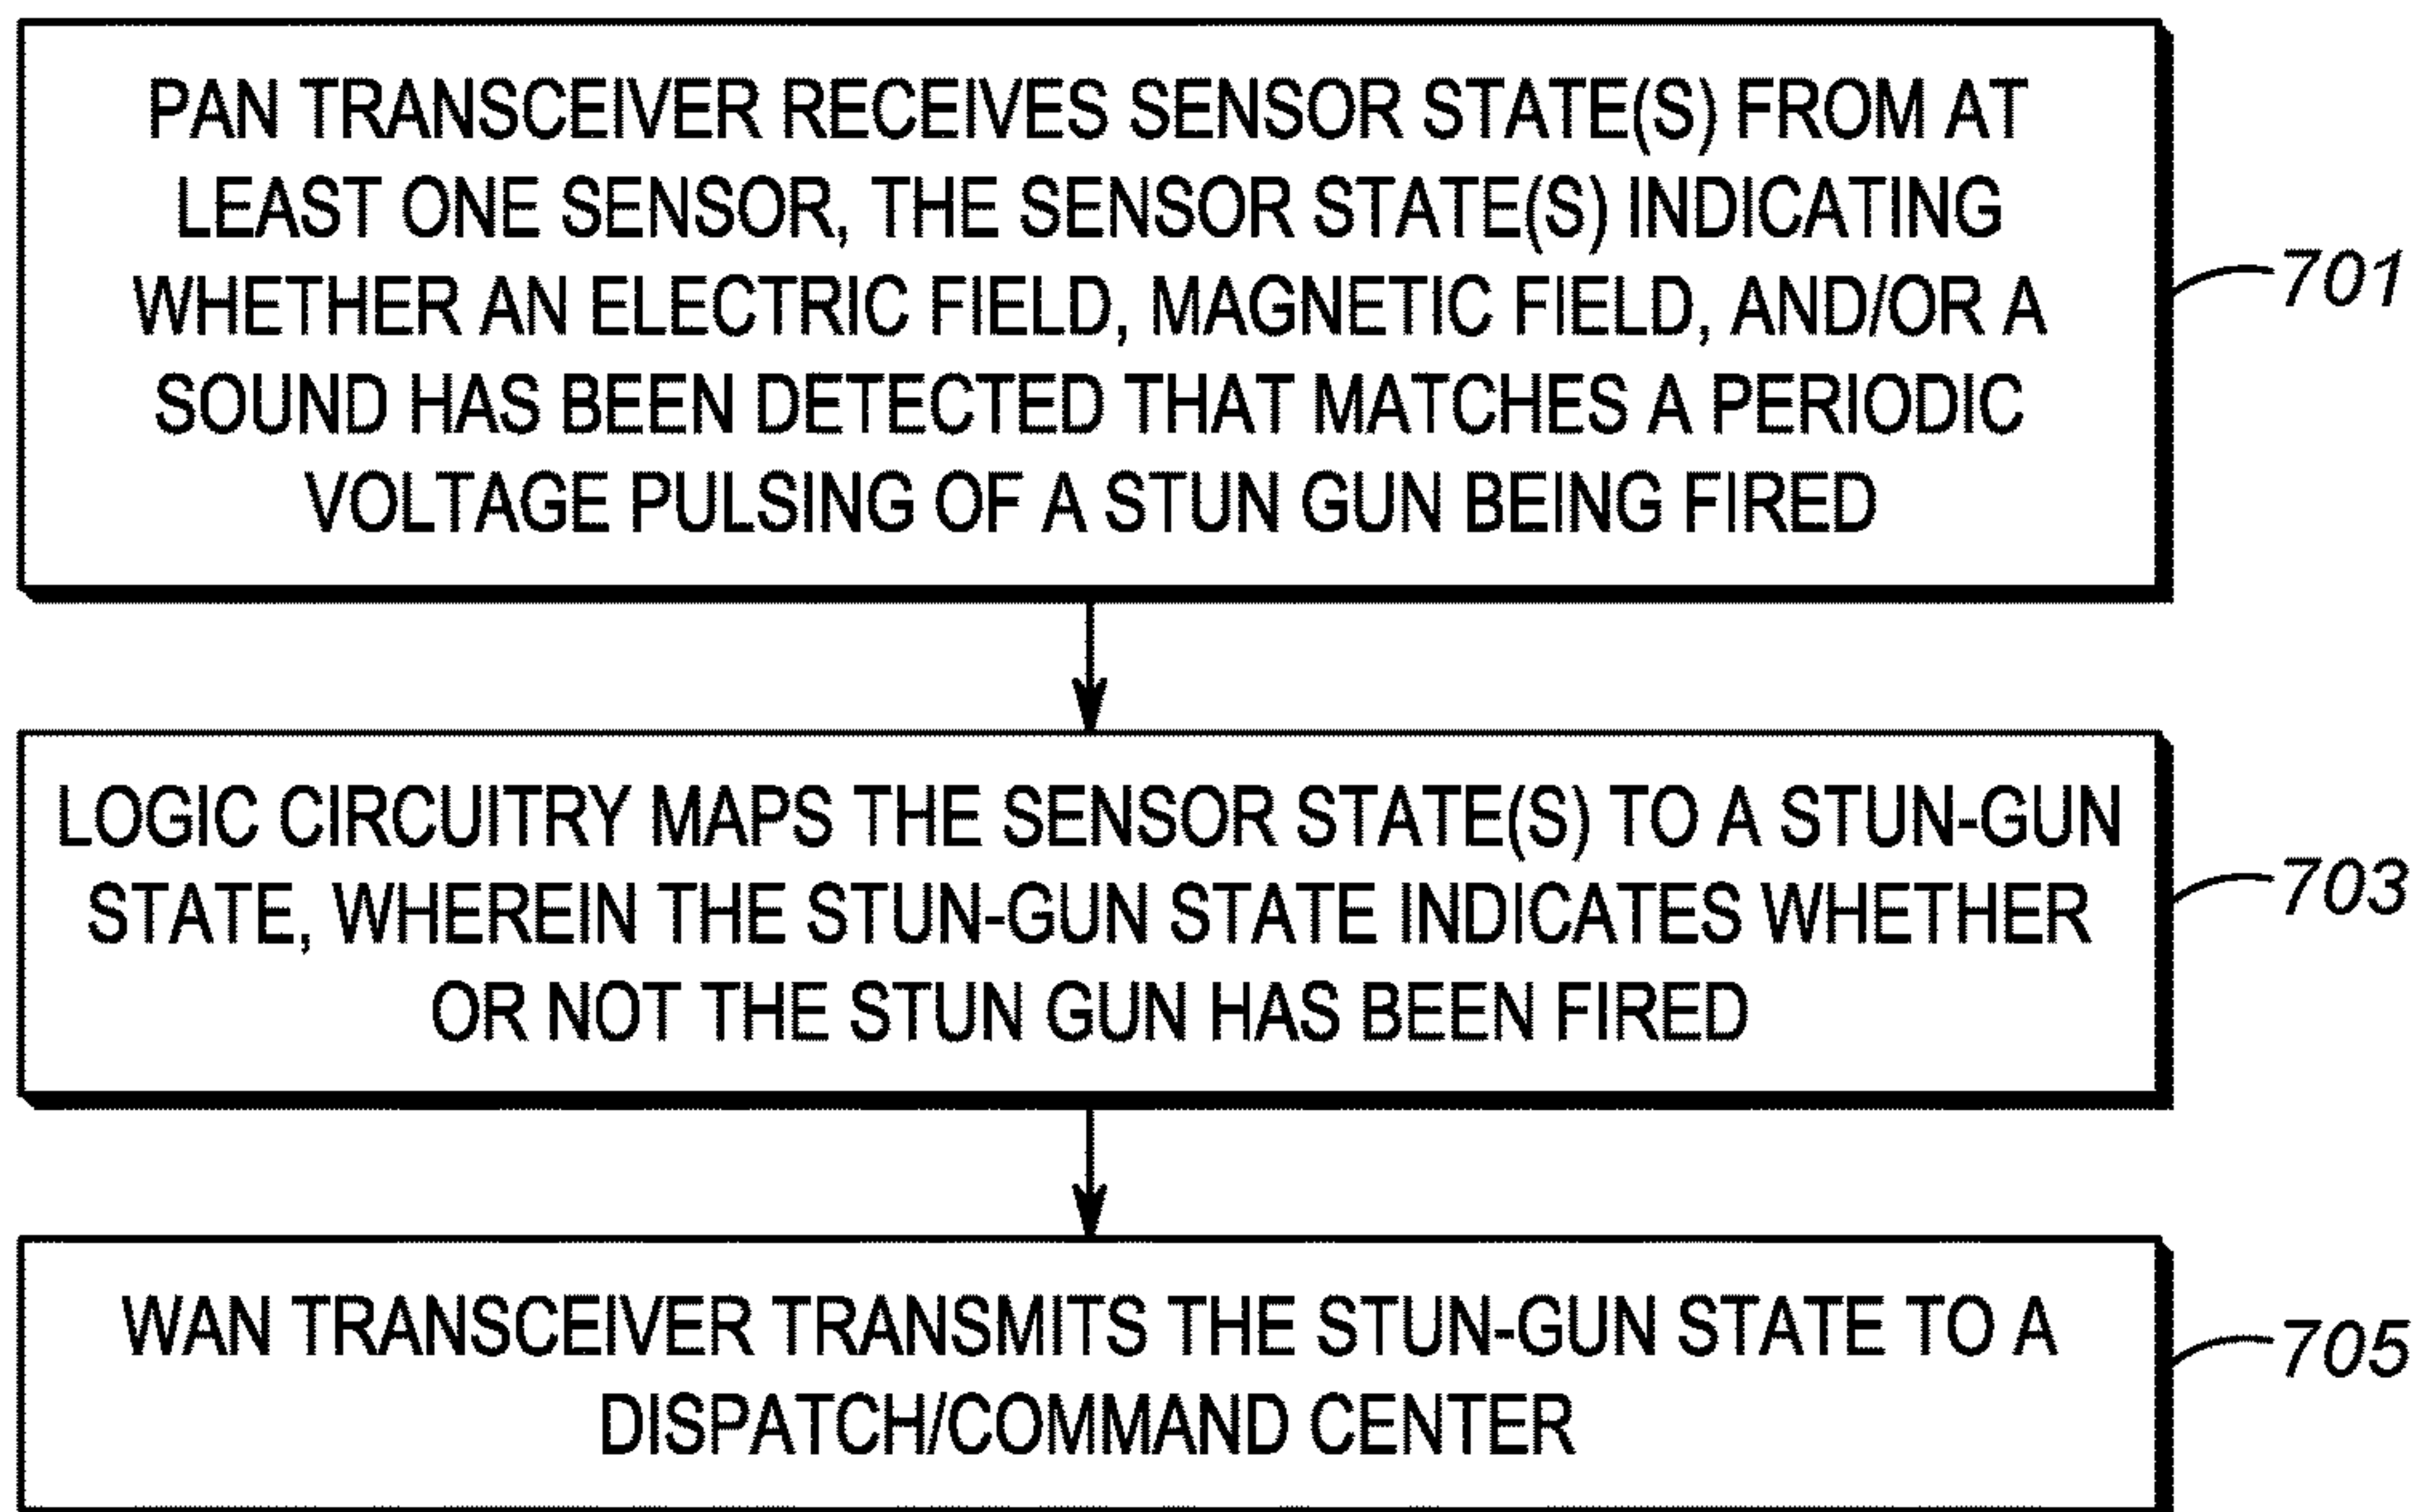 PAN TRANSCEIVER RECEIVES SENSOR STATE(S) FROM AT
LEAST ONE SENSOR, THE SENSOR STATE(S) INDICATING
WHETHER AN ELECTRIC FIELD, MAGNETIC FIELD, AND/OR A
SOUND HAS BEEN DETECTED THAT MATCHES A PERIODIC
VOLTAGE PULSING OF A STUN GUN BEING FIRED
701
LOGIC CIRCUITRY MAPS THE SENSOR STATE(S) TO A STUN-GUN
STATE, WHEREIN THE STUN-GUN STATE INDICATES WHETHER
OR NOT THE STUN GUN HAS BEEN FIRED
703
WAN TRANSCEIVER TRANSMITS THE STUN-GUN STATE TO A
DISPATCH/COMMAND CENTER
705